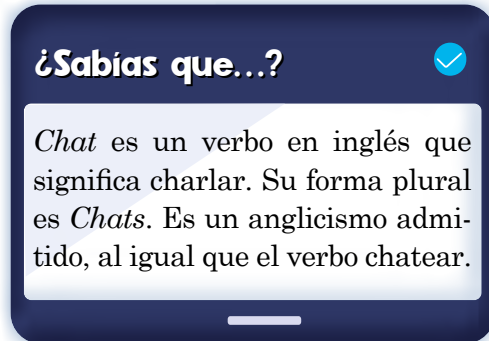 ¿Sabías que...?
Chat es un verbo en inglés que
significa charlar. Su forma plural
es Chats. Es un anglicismo admi-
tido, al igual que el verbo chatear.